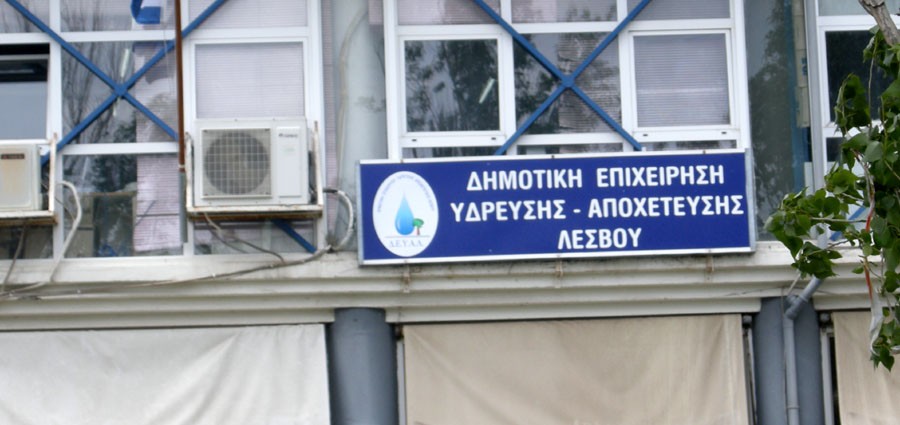 ΔΗΜΟΤΙΚΗ ΕΠΙΧΕΙΡΗΣΗ
ΥΔΡΕΥΣΗΣ - ΑΠΟΧΕΤΕΥΣΗΣ
ΛΕΣΒΟΥ
Δ.Ε.Υ.Α.Λ.